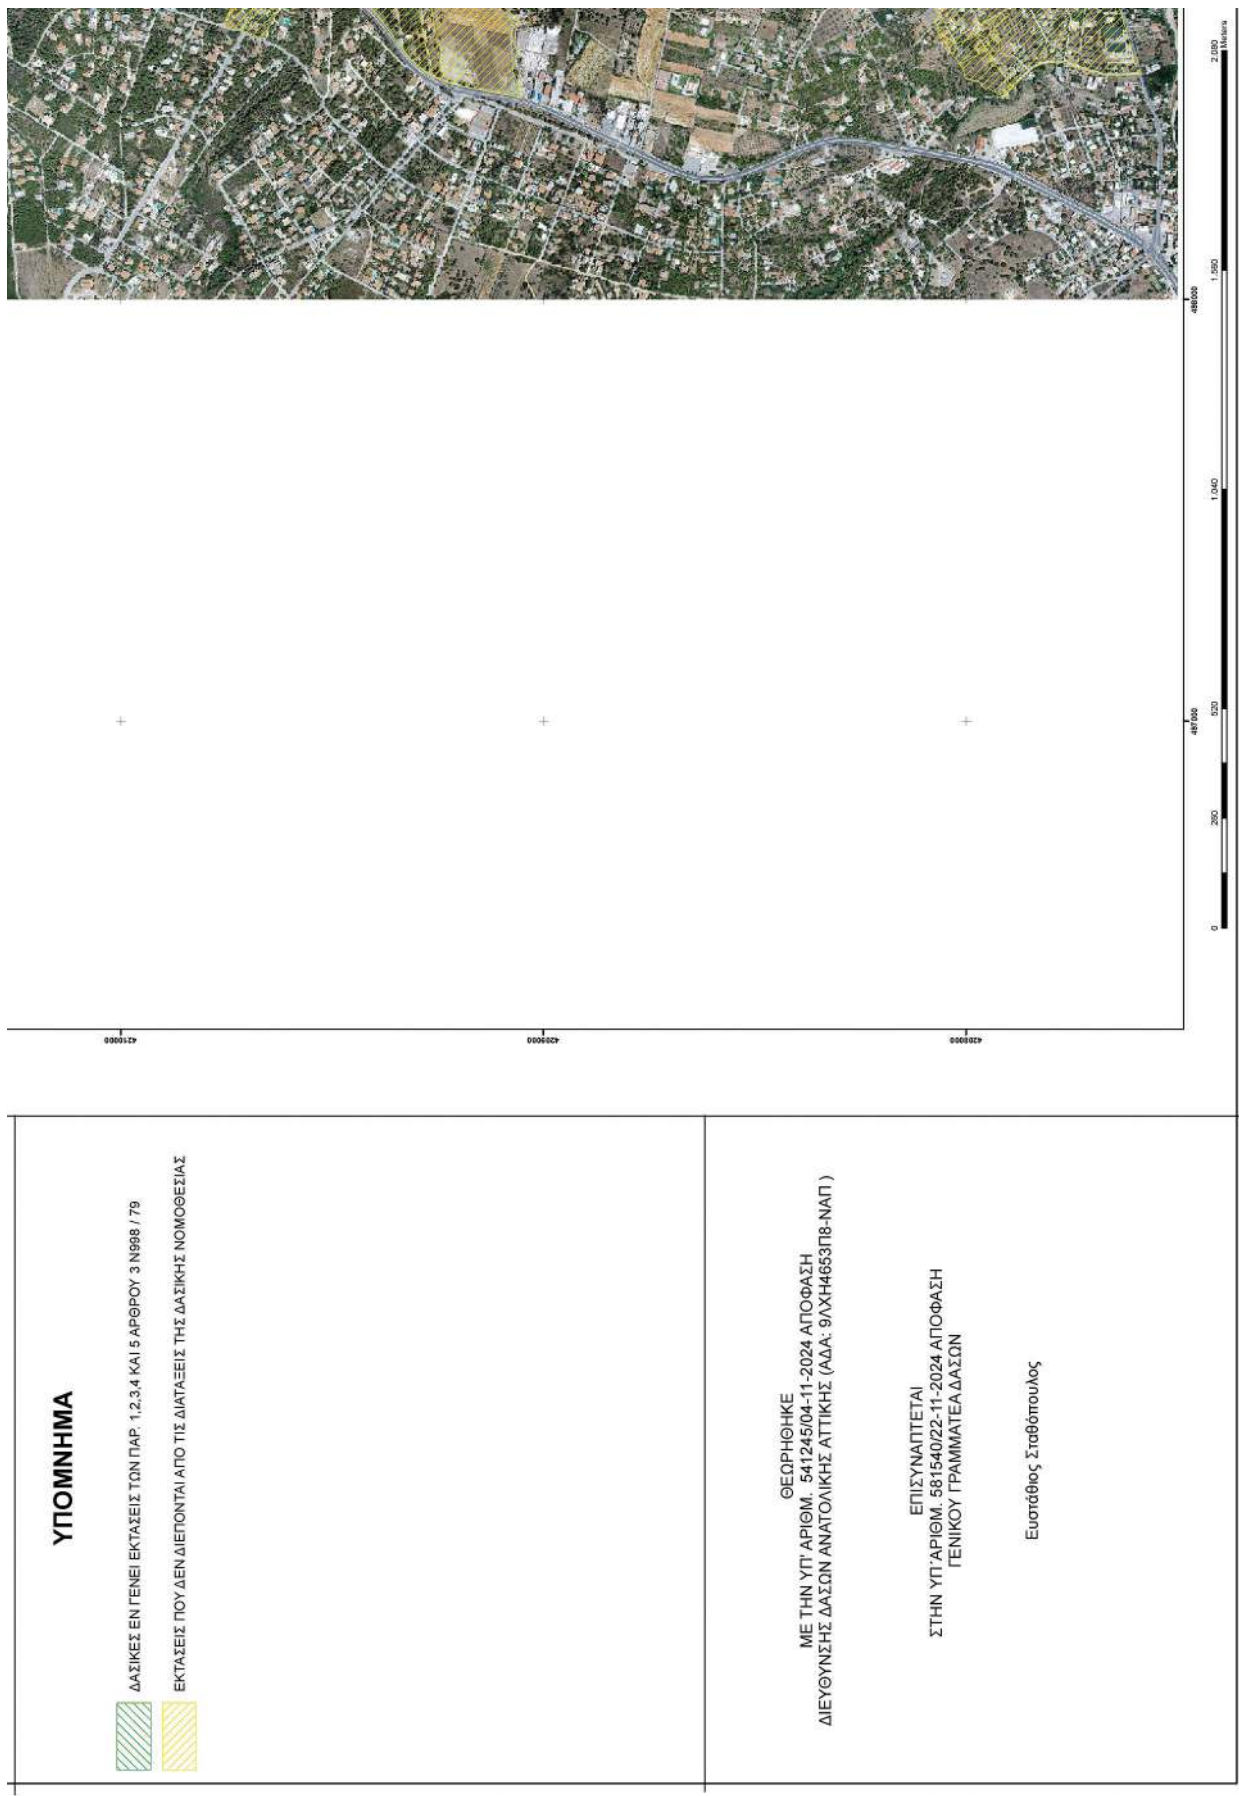 ΥΠΟΜΝΗΜΑ
ΔΑΣΙΚΕΣ ΕΝ ΓΕΝΕΙ ΕΚΤΑΣΕΙΣ ΤΩΝ ΠΑΡ. 1,2,3,4 ΚΑΙ 5 ΑΡΘΡΟΥ 3 Ν998 / 79
ΕΚΤΑΣΕΙΣ ΠΟΥ ΔΕΝ ΔΙΕΠΟΝΤΑΙ ΑΠΟ ΤΙΣ ΔΙΑΤΑΞΕΙΣ ΤΗΣ ΔΑΣΙΚΗΣ ΝΟΜΟΘΕΣΙΑΣ
ΘΕΩΡΗΘΗΚΕ
ΜΕ ΤΗΝ ΥΠ' ΑΡΙΘΜ. 541245/04-11-2024 ΑΠΟΦΑΣΗ
ΔΙΕΥΘΥΝΣΗΣ ΔΑΣΩΝ ΑΝΑΤΟΛΙΚΗΣ ΑΤΤΙΚΗΣ (ΑΔΑ: 9ΛΧΗ4653Π8-ΝΑΠ )
ΕΠΙΣΥΝΑΠΤΕΤΑΙ
ΣΤΗΝ ΥΠ΄ΑΡΙΘΜ. 581540/22-11-2024 ΑΠΟΦΑΣΗ
ΓΕΝΙΚΟΥ ΓΡΑΜΜΑΤΕΑ ΔΑΣΩΝ
Ευστάθιος Σταθόπουλος
4210000
4209000
4208000
487000
488000
0 260 520 1.040 1.560 2.080
Meters